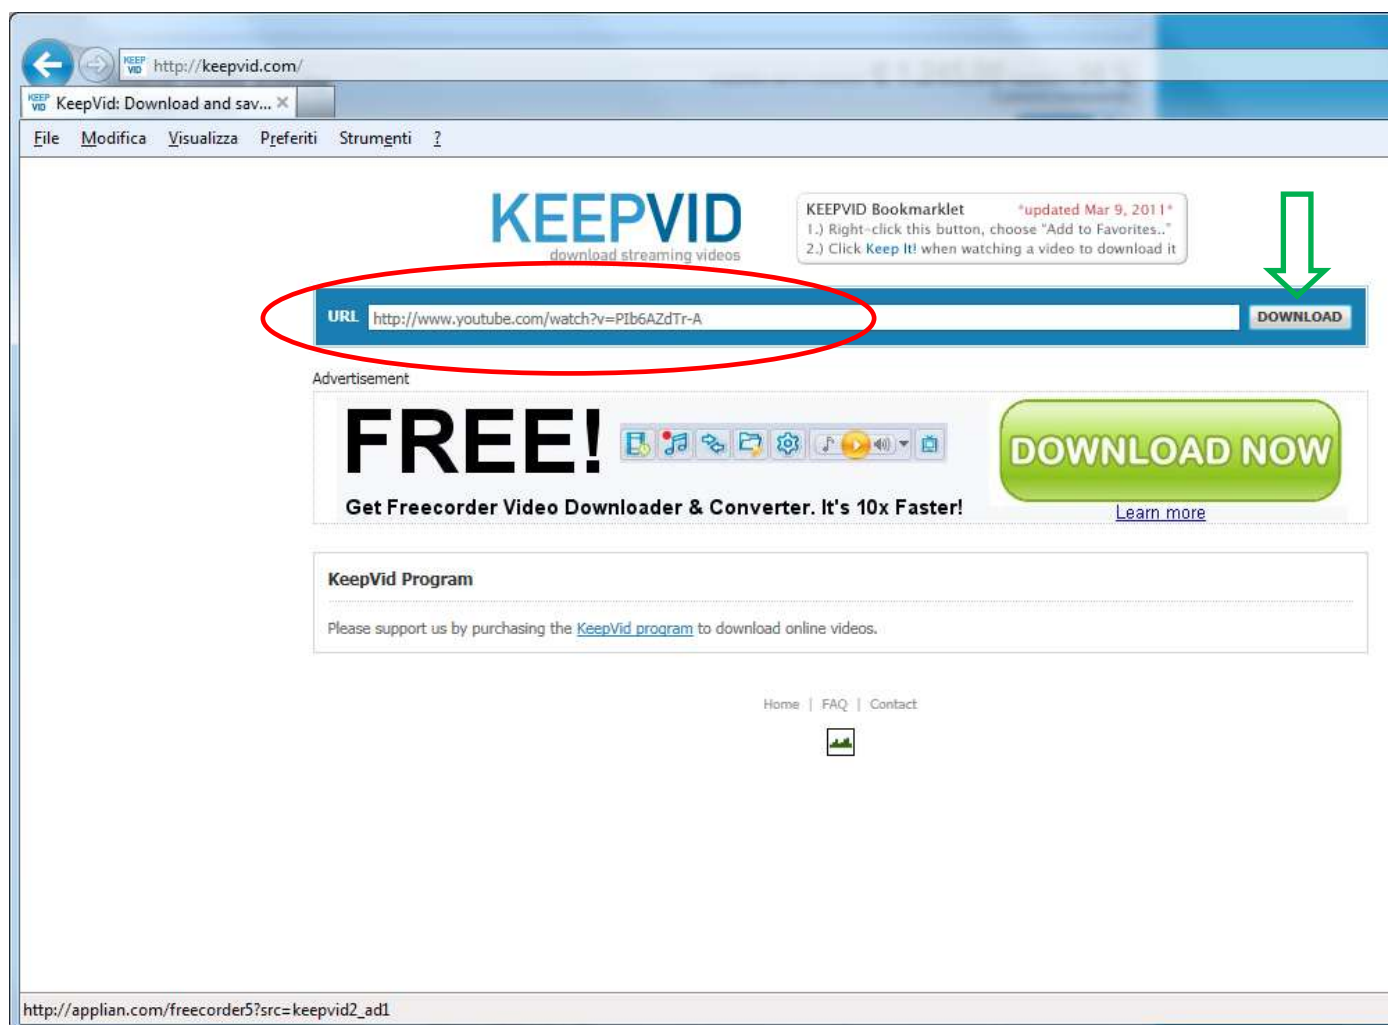 KEEP VID http://keepvid.com/
KEEP VID KeepVid: Download and sav... ×
File Modifica Visualizza Preferiti Strumenti ?
KEEPVID
download streaming videos
KEEPVID Bookmarklet *updated Mar 9, 2011*
1.) Right-click this button, choose "Add to Favorites.."
2.) Click Keep It! when watching a video to download it
URL http://www.youtube.com/watch?v=PIb6AZdTr-A DOWNLOAD
Advertisement
FREE!
DOWNLOAD NOW
Get Freecorder Video Downloader & Converter. It's 10x Faster!
Learn more
KeepVid Program
Please support us by purchasing the KeepVid program to download online videos.
Home | FAQ | Contact
http://applian.com/freecorder5?src=keepvid2_ad1